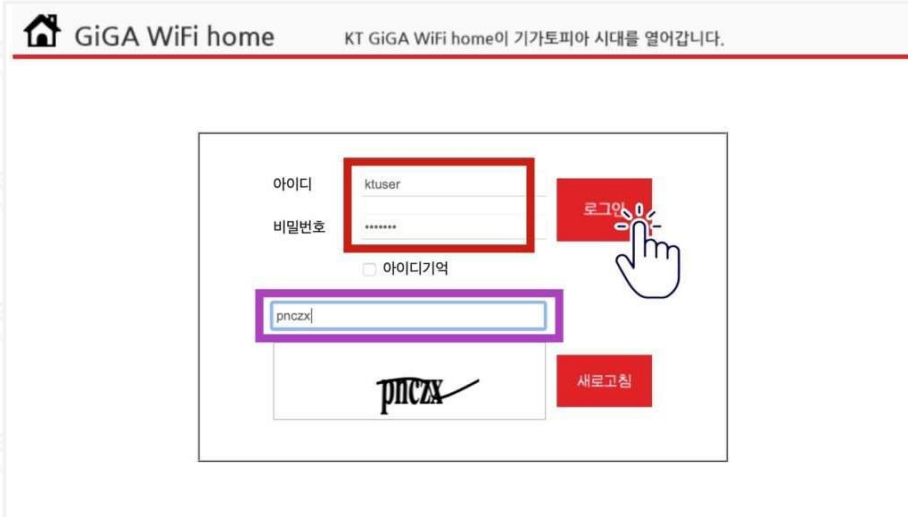 GiGA WiFi home
KT GiGA WiFi home이 기가토피아 시대를 열어갑니다.
아이디
ktuser
로그인
비밀번호
•••••••
아이디기억
pnczx
pnczx
새로고침